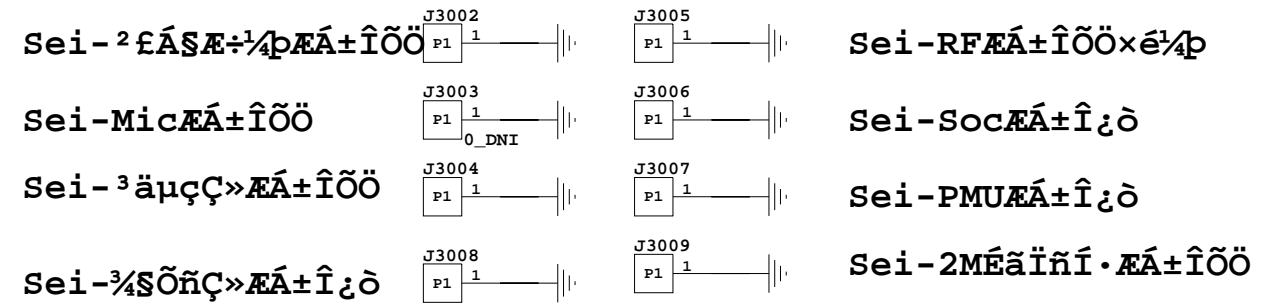 J3002 J3005
Sei-²£Á§Æ÷¼þÆÁ±ÎÕÖ P1 1 P1 1 Sei-RFÆÁ±ÎÕÖ×é¼þ
J3003 J3006
Sei-MicÆÁ±ÎÕÖ P1 1 P1 1 Sei-SocÆÁ±Î¿ò
0_DNI
J3004 J3007
Sei-³äµçÇ»ÆÁ±ÎÕÖ P1 1 P1 1 Sei-PMUÆÁ±Î¿ò
J3008 J3009
Sei-¾§ÕñÇ»ÆÁ±Î¿ò P1 1 P1 1 Sei-2MÉãÏñÍ·ÆÁ±ÎÕÖ